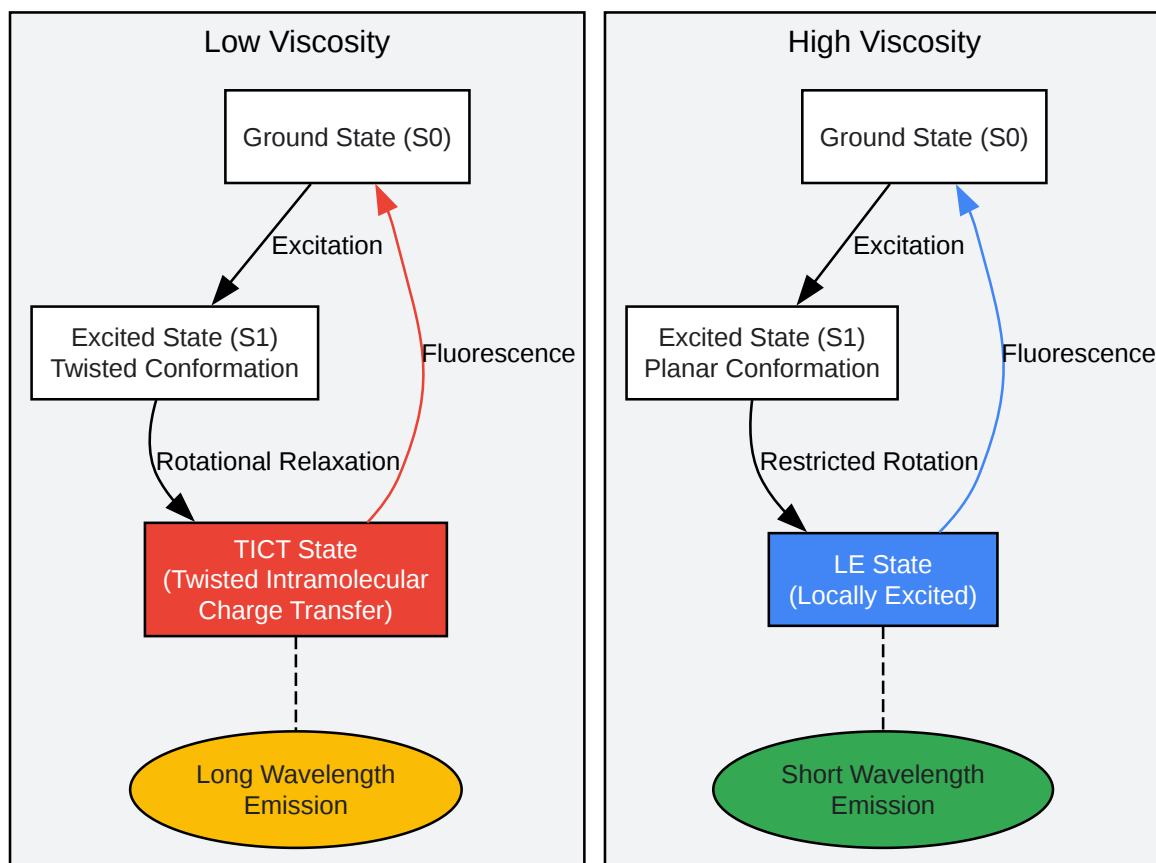 Low Viscosity
Ground State (S0)
Excitation
Excited State (S1)
Twisted Conformation
Fluorescence
Rotational Relaxation
TICT State
(Twisted Intramolecular
Charge Transfer)
Long Wavelength
Emission
High Viscosity
Ground State (S0)
Excitation
Excited State (S1)
Planar Conformation
Fluorescence
Restricted Rotation
LE State
(Locally Excited)
Short Wavelength
Emission